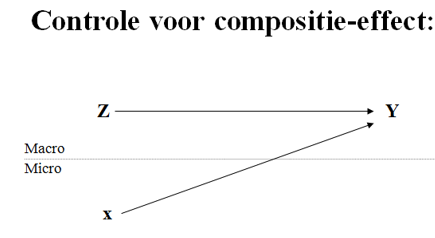 Controle voor compositie-effect:
Z Y
Macro
Micro
x